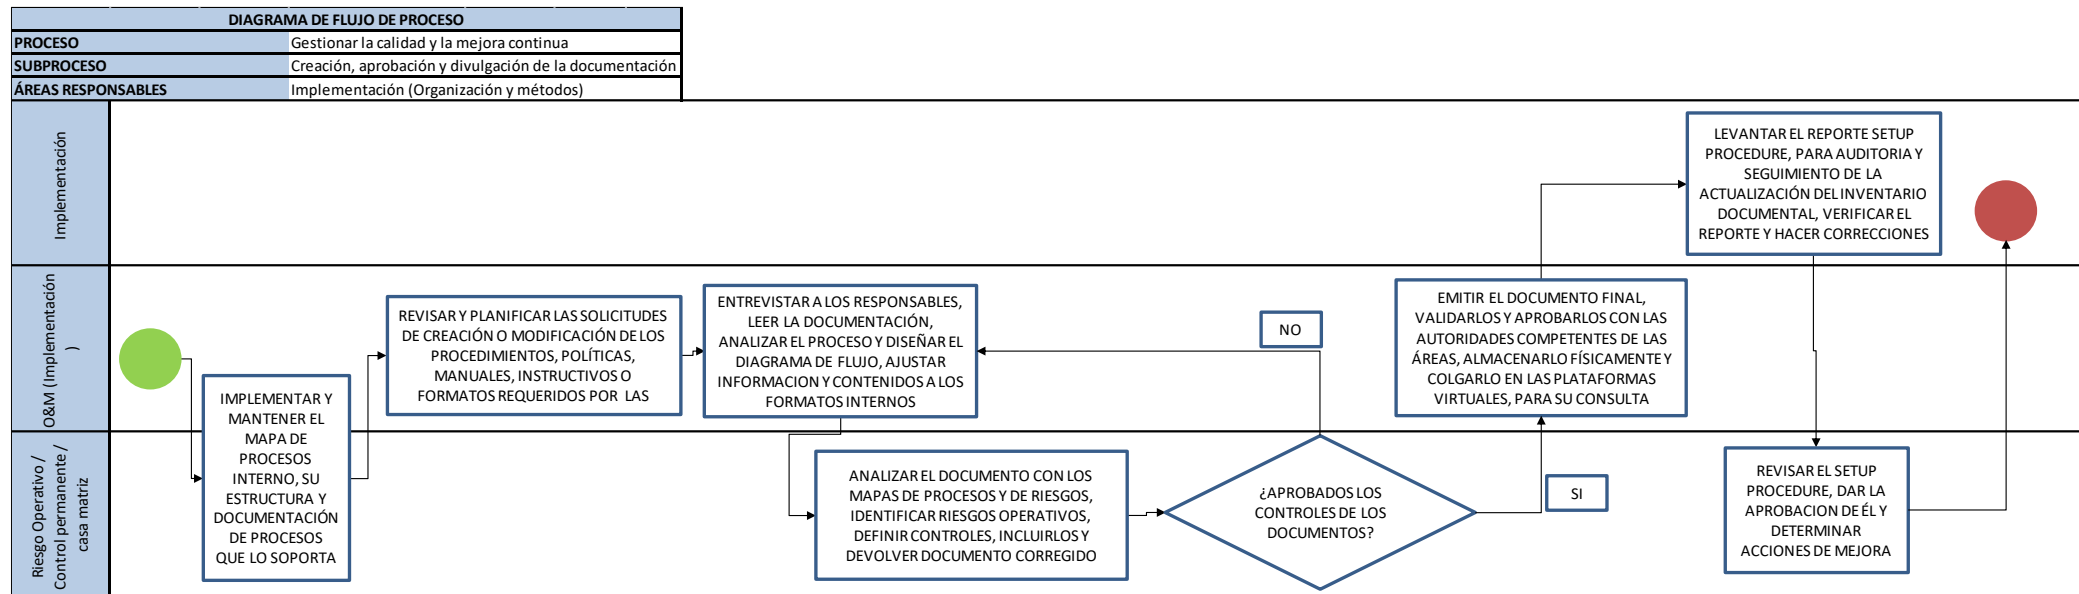 DIAGRAMA DE FLUJO DE PROCESO
PROCESO Gestionar la calidad y la mejora continua
SUBPROCESO Creación, aprobación y divulgación de la documentación
ÁREAS RESPONSABLES Implementación (Organización y métodos)
Implementación
LEVANTAR EL REPORTE SETUP
PROCEDURE, PARA AUDITORIA Y
SEGUIMIENTO DE LA
ACTUALIZACIÓN DEL INVENTARIO
DOCUMENTAL, VERIFICAR EL
REPORTE Y HACER CORRECCIONES
O&M (Implementación
)
IMPLEMENTAR Y
MANTENER EL
MAPA DE
PROCESOS
INTERNO, SU
ESTRUCTURA Y
DOCUMENTACIÓN
DE PROCESOS
QUE LO SOPORTA
REVISAR Y PLANIFICAR LAS SOLICITUDES
DE CREACIÓN O MODIFICACIÓN DE LOS
PROCEDIMIENTOS, POLÍTICAS,
MANUALES, INSTRUCTIVOS O
FORMATOS REQUERIDOS POR LAS
ENTREVISTAR A LOS RESPONSABLES,
LEER LA DOCUMENTACIÓN,
ANALIZAR EL PROCESO Y DISEÑAR EL
DIAGRAMA DE FLUJO, AJUSTAR
INFORMACION Y CONTENIDOS A LOS
FORMATOS INTERNOS
NO
EMITIR EL DOCUMENTO FINAL,
VALIDARLOS Y APROBARLOS CON LAS
AUTORIDADES COMPETENTES DE LAS
ÁREAS, ALMACENARLO FÍSICAMENTE Y
COLGARLO EN LAS PLATAFORMAS
VIRTUALES, PARA SU CONSULTA
Riesgo Operativo /
Control permanente /
casa matriz
ANALIZAR EL DOCUMENTO CON LOS
MAPAS DE PROCESOS Y DE RIESGOS,
IDENTIFICAR RIESGOS OPERATIVOS,
DEFINIR CONTROLES, INCLUIRLOS Y
DEVOLVER DOCUMENTO CORREGIDO
¿APROBADOS LOS
CONTROLES DE LOS
DOCUMENTOS?
SI
REVISAR EL SETUP
PROCEDURE, DAR LA
APROBACION DE ÉL Y
DETERMINAR
ACCIONES DE MEJORA